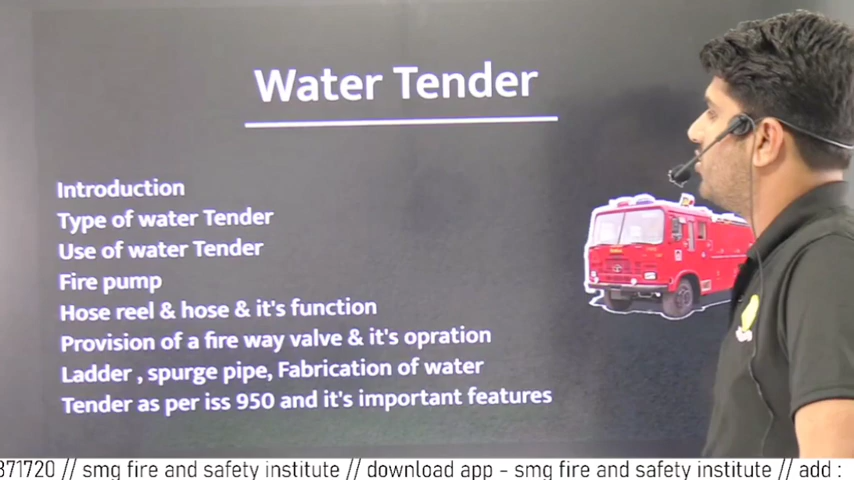 Water Tender
Introduction
Type of water Tender
Use of water Tender
Fire pump
Hose reel & hose & it's function
Provision of a fire way valve & it's opration
Ladder , spurge pipe, Fabrication of water
Tender as per iss 950 and it's important features
371720 // smg fire and safety institute // download app - smg fire and safety institute // add :